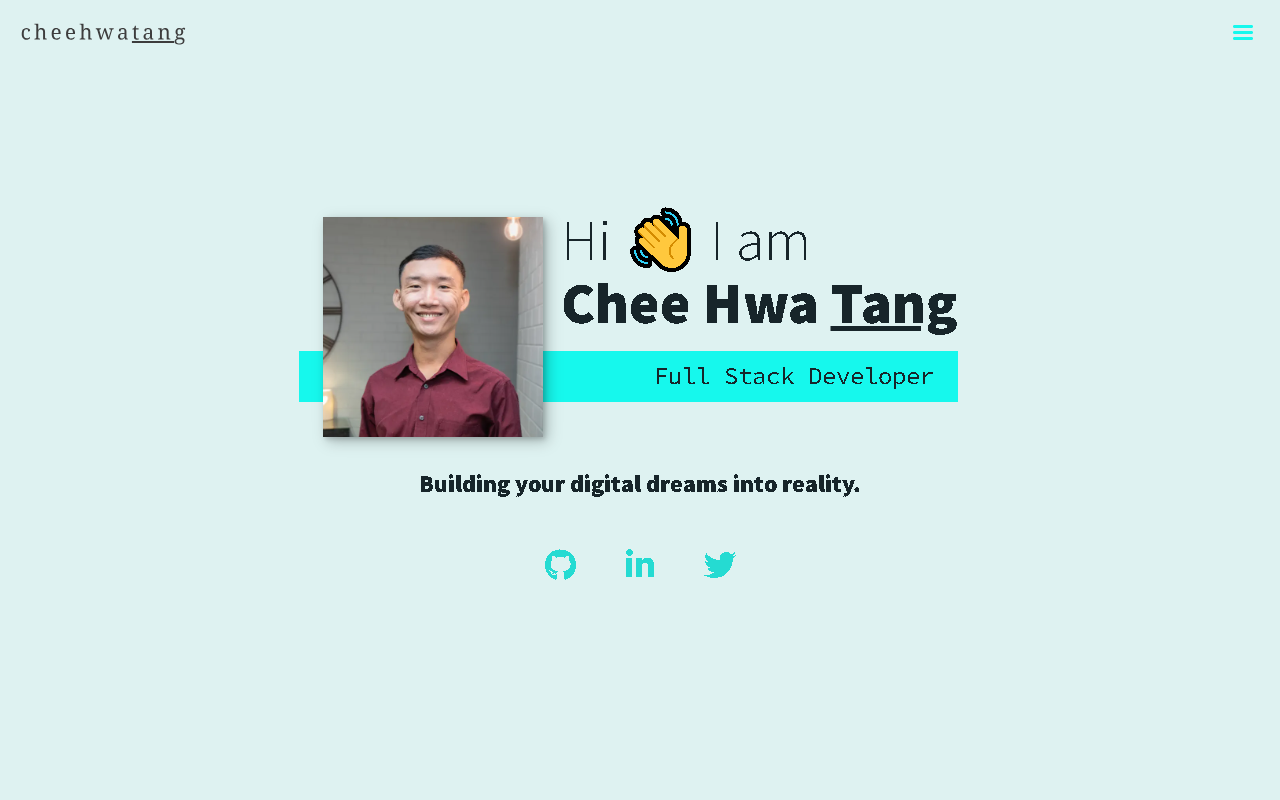 cheehwatang
Hi 👋 I am
Chee Hwa Tang
Full Stack Developer
Building your digital dreams into reality.